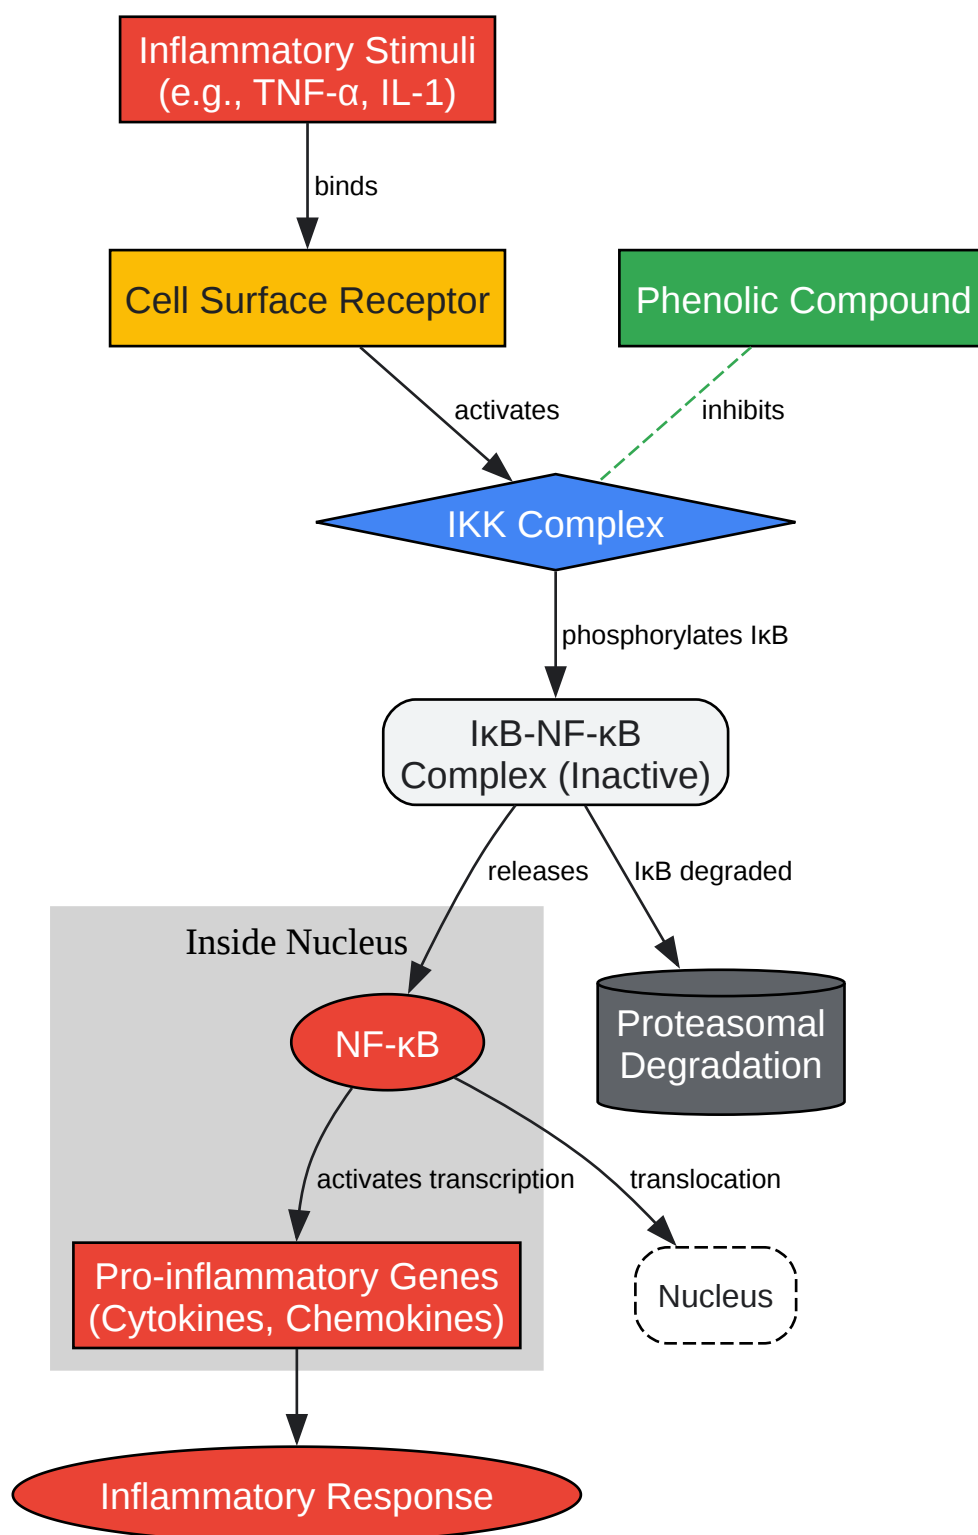 Inflammatory Stimuli
(e.g., TNF-α, IL-1)
binds
Cell Surface Receptor
Phenolic Compound
activates
inhibits
IKK Complex
phosphorylates IκB
IκB-NF-κB
Complex (Inactive)
releases
IκB degraded
Inside Nucleus
NF-κB
Proteasomal
Degradation
activates transcription
translocation
Pro-inflammatory Genes
(Cytokines, Chemokines)
Nucleus
Inflammatory Response